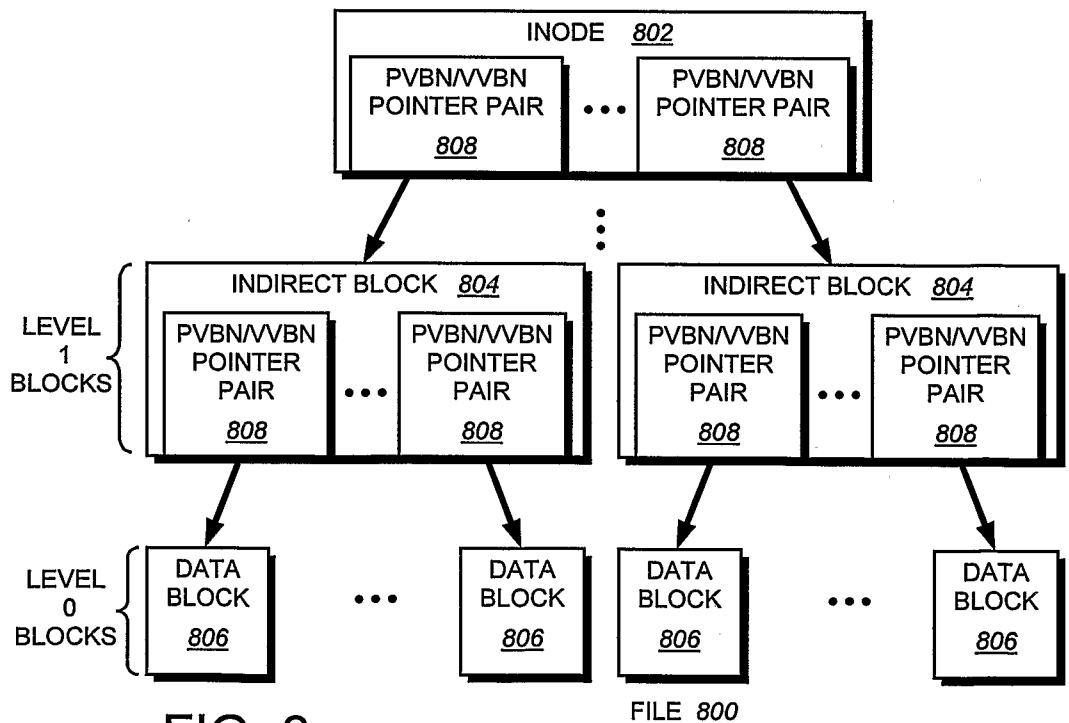 INODE 802
PVBN/VVBN
POINTER PAIR
808
PVBN/VVBN
POINTER PAIR
808
LEVEL
1
BLOCKS
INDIRECT BLOCK 804
PVBN/VVBN
POINTER
PAIR
808
PVBN/VVBN
POINTER
PAIR
808
INDIRECT BLOCK 804
PVBN/VVBN
POINTER
PAIR
808
PVBN/VVBN
POINTER
PAIR
808
LEVEL
0
BLOCKS
DATA
BLOCK
806
DATA
BLOCK
806
DATA
BLOCK
806
DATA
BLOCK
806
FILE 800